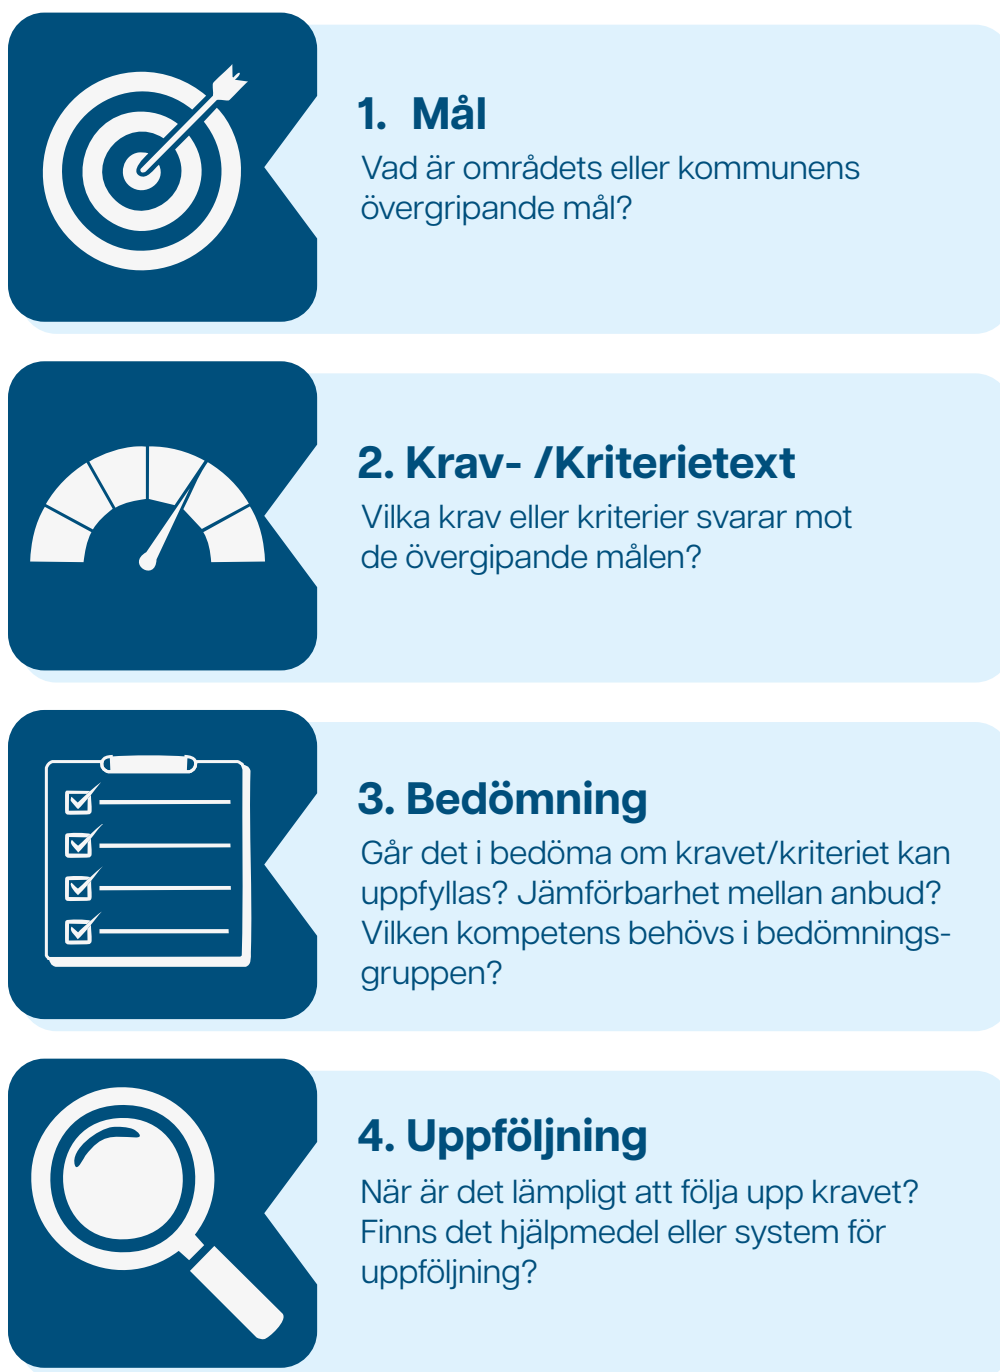 1. Mål
Vad är områdets eller kommunens
övergripande mål?
2. Krav- /Kriterietext
Vilka krav eller kriterier svarar mot
de övergipande målen?
3. Bedömning
Går det i bedöma om kravet/kriteriet kan
uppfyllas? Jämförbarhet mellan anbud?
Vilken kompetens behövs i bedömnings-
gruppen?
4. Uppföljning
När är det lämpligt att följa upp kravet?
Finns det hjälpmedel eller system för
uppföljning?